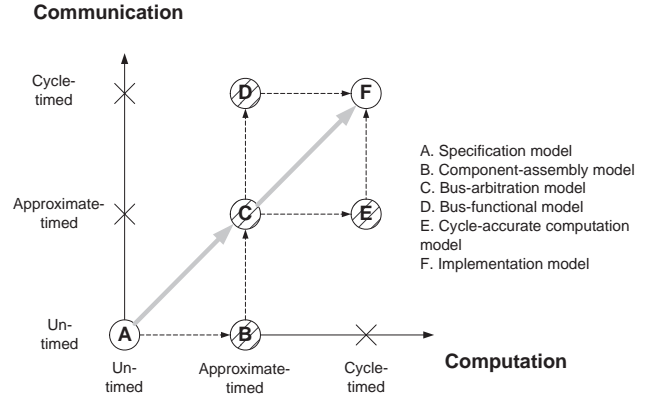 Communication
Cycle-
timed
D
F
A. Specification model
B. Component-assembly model
C. Bus-arbitration model
D. Bus-functional model
E. Cycle-accurate computation
model
F. Implementation model
Approximate-
timed
C
E
Un-
timed
A
B
Computation
Un-
timed
Approximate-
timed
Cycle-
timed